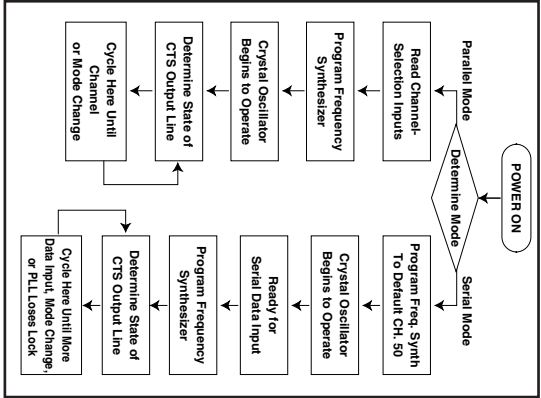 POWER ON
Determine Mode
Parallel Mode
Read Channel-
Selection Inputs
Program Frequency
Synthesizer
Crystal Oscillator
Begins to Operate
Determine State of
CTS Output Line
Cycle Here Until
Channel
or Mode Change
Serial Mode
Program Freq. Synth
To Default CH. 50
Crystal Oscillator
Begins to Operate
Ready for
Serial Data Input
Program Frequency
Synthesizer
Determine State of
CTS Output Line
Cycle Here Until More
Data Input, Mode Change,
or PLL Loses Lock